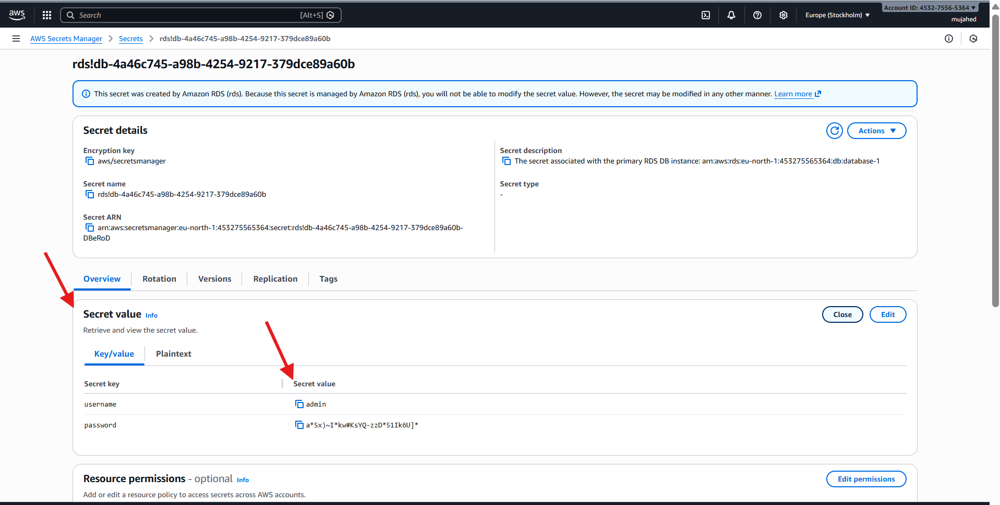 aws
Search [Alt+S]
Europe (Stockholm)
Account ID: 4532-7556-5364
mujahed
AWS Secrets Manager
Secrets
rds!db-4a46c745-a98b-4254-9217-379dce89a60b
rds!db-4a46c745-a98b-4254-9217-379dce89a60b
This secret was created by Amazon RDS (rds). Because this secret is managed by Amazon RDS (rds), you will not be able to modify the secret value. However, the secret may be modified in any other manner. Learn more
Secret details
Actions
Encryption key
aws/secretsmanager
Secret name
rds!db-4a46c745-a98b-4254-9217-379dce89a60b
Secret ARN
arn:aws:secretsmanager:eu-north-1:453275565364:secret:rds!db-4a46c745-a98b-4254-9217-379dce89a60b-
DBeRoD
Secret description
The secret associated with the primary RDS DB instance: arn:aws:rds:eu-north-1:453275565364:db:database-1
Secret type
-
Overview Rotation Versions Replication Tags
Secret value Info
Close Edit
Retrieve and view the secret value.
Key/value Plaintext
Secret key Secret value
username admin
password a*5x)~I*kw#KsYQ-zzD*51Ik6U]*
Resource permissions - optional Info
Edit permissions
Add or edit a resource policy to access secrets across AWS accounts.